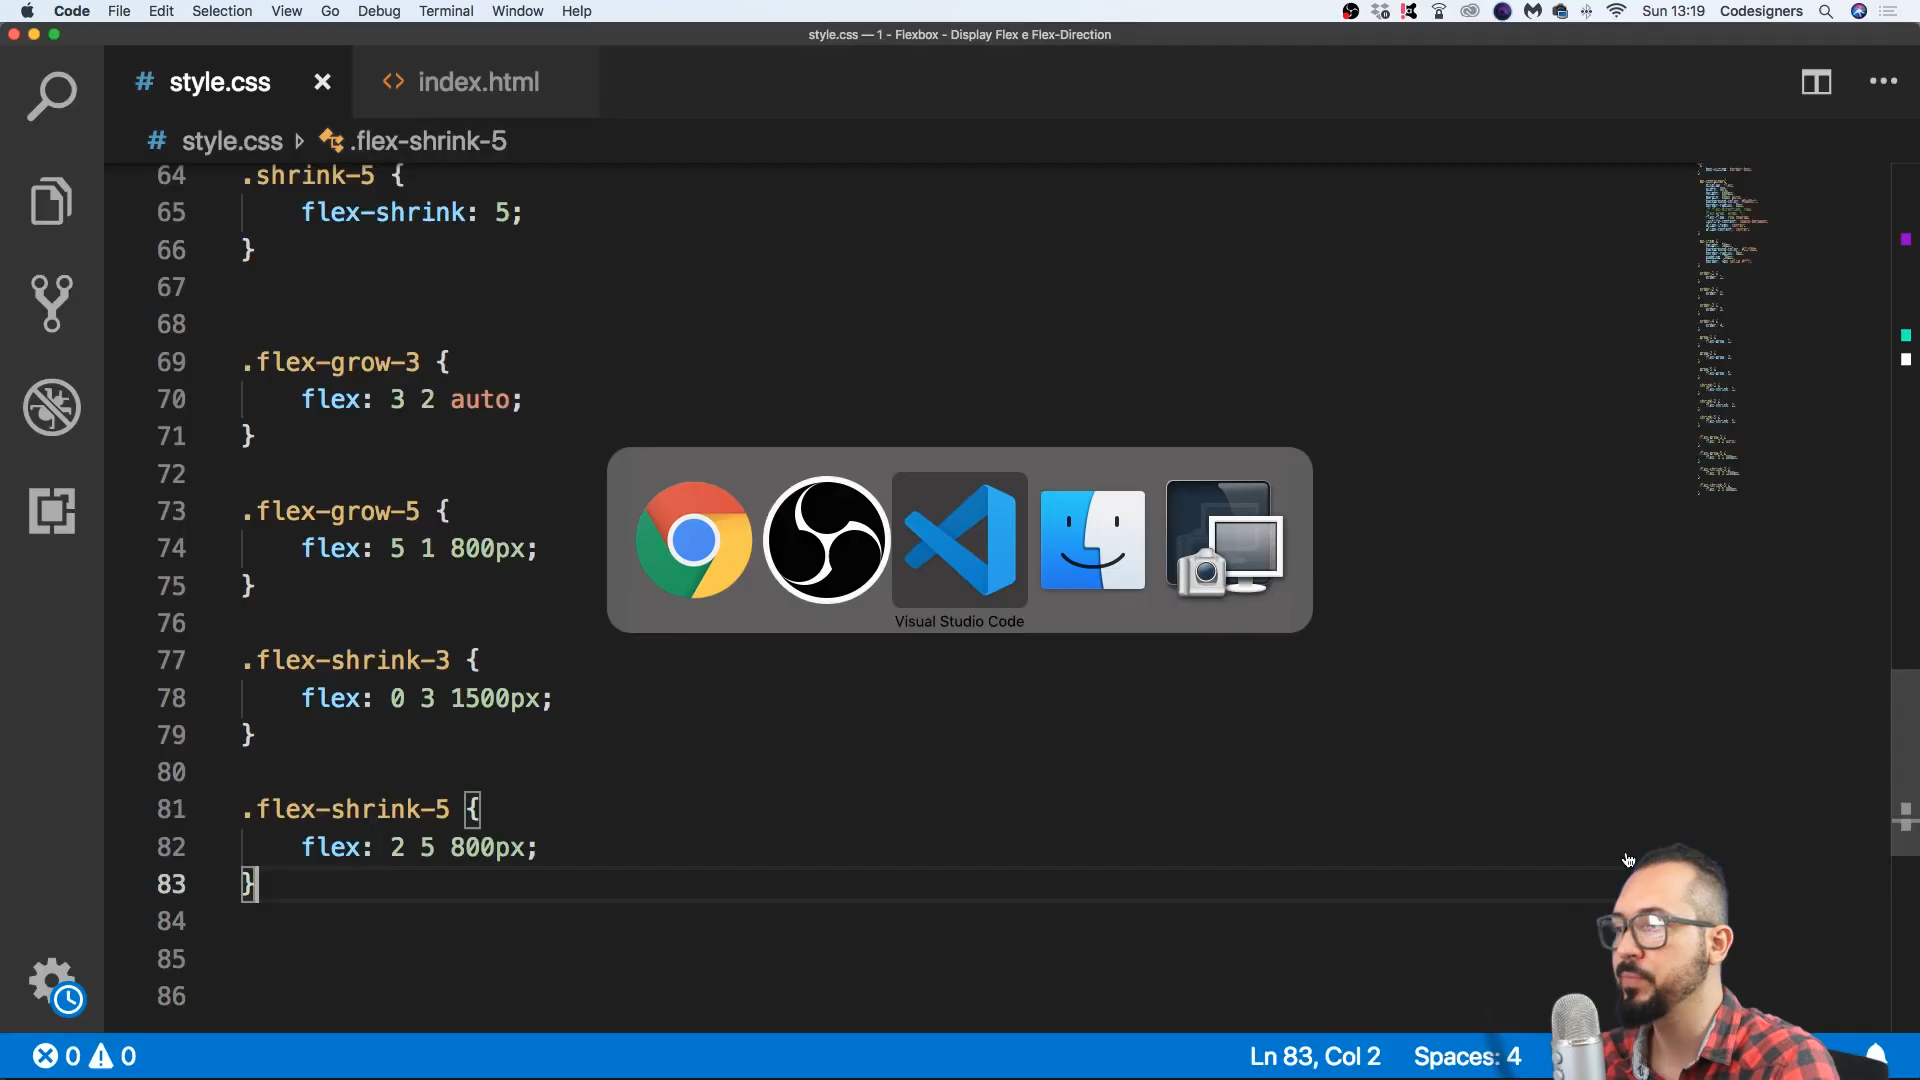 Code File Edit Selection View Go Debug Terminal Window Help Sun 13:19 Codesigners
style.css — 1 - Flexbox - Display Flex e Flex-Direction
# style.css × <> index.html
# style.css .flex-shrink-5
64 .shrink-5 {
65 flex-shrink: 5;
66 }
67
68
69 .flex-grow-3 {
70 flex: 3 2 auto;
71 }
72
73 .flex-grow-5 {
74 flex: 5 1 800px;
75 }
76
77 .flex-shrink-3 {
78 flex: 0 3 1500px;
79 }
80
81 .flex-shrink-5 {
82 flex: 2 5 800px;
83 }
84
85
86
Visual Studio Code
0 0 Ln 83, Col 2 Spaces: 4